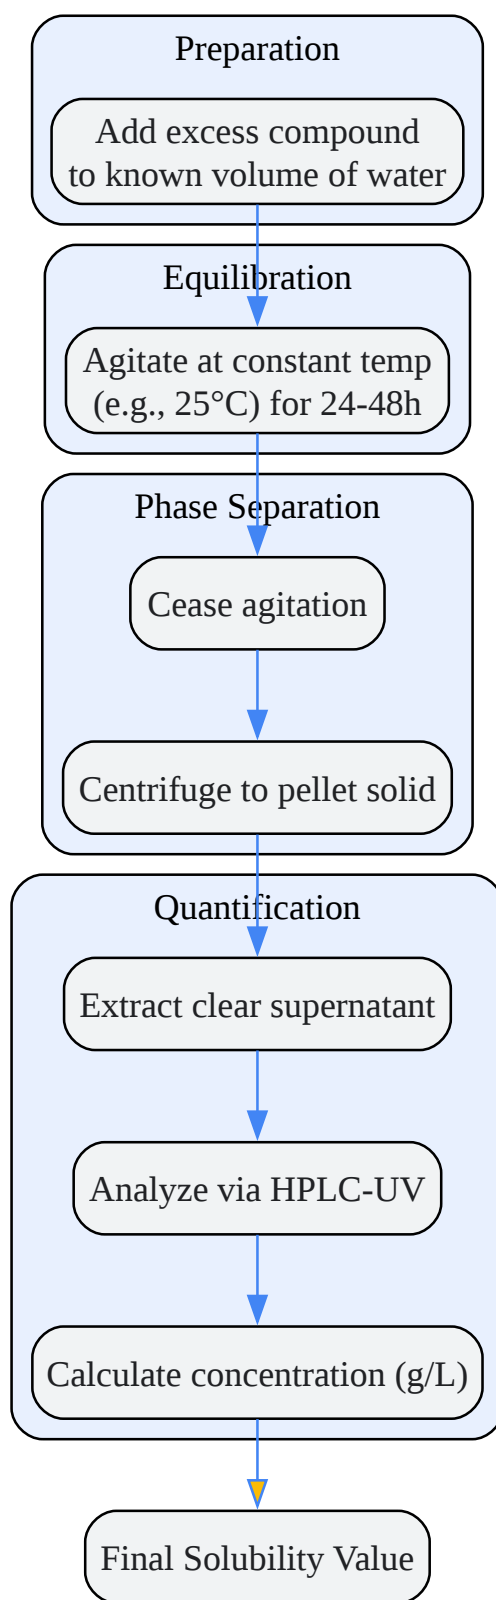 Preparation
Add excess compound
to known volume of water
Equilibration
Agitate at constant temp
(e.g., 25°C) for 24-48h
Phase Separation
Cease agitation
Centrifuge to pellet solid
Quantification
Extract clear supernatant
Analyze via HPLC-UV
Calculate concentration (g/L)
Final Solubility Value